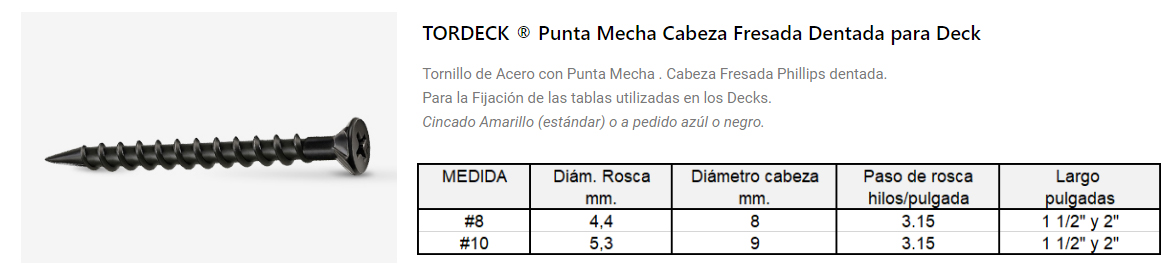 TORDECK ® Punta Mecha Cabeza Fresada Dentada para Deck
Tornillo de Acero con Punta Mecha . Cabeza Fresada Phillips dentada.
Para la Fijación de las tablas utilizadas en los Decks.
Cincado Amarillo (estándar) o a pedido azúl o negro.
MEDIDA Diám. Rosca mm. Diámetro cabeza mm. Paso de rosca hilos/pulgada Largo pulgadas
#8 4,4 8 3.15 1 1/2" y 2"
#10 5,3 9 3.15 1 1/2" y 2"